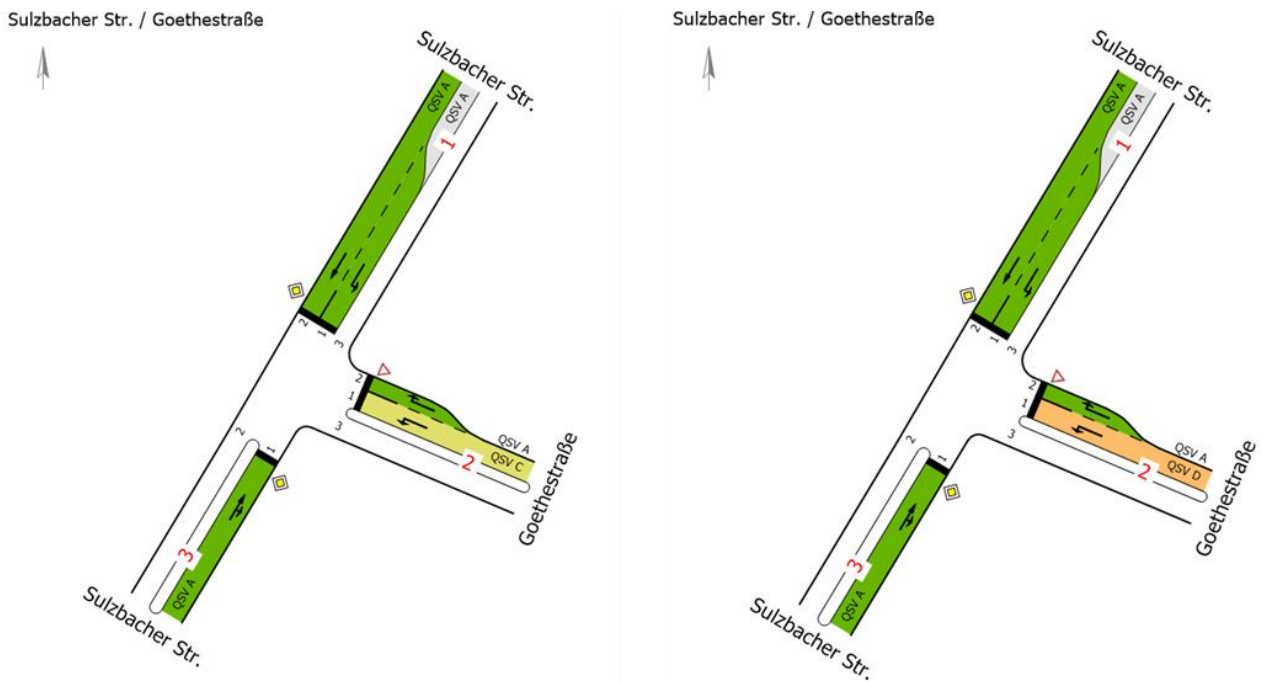 Sulzbacher Str. / Goethestraße
Sulzbacher Str.
QSV A
QSV A
1
2
1
3
2
1
3
QSV A
QSV C
2
Goethestraße
2
1
3
QSV A
Sulzbacher Str.
Sulzbacher Str. / Goethestraße
Sulzbacher Str.
QSV A
QSV A
1
2
1
3
2
1
3
QSV A
QSV D
2
Goethestraße
2
1
3
QSV A
Sulzbacher Str.